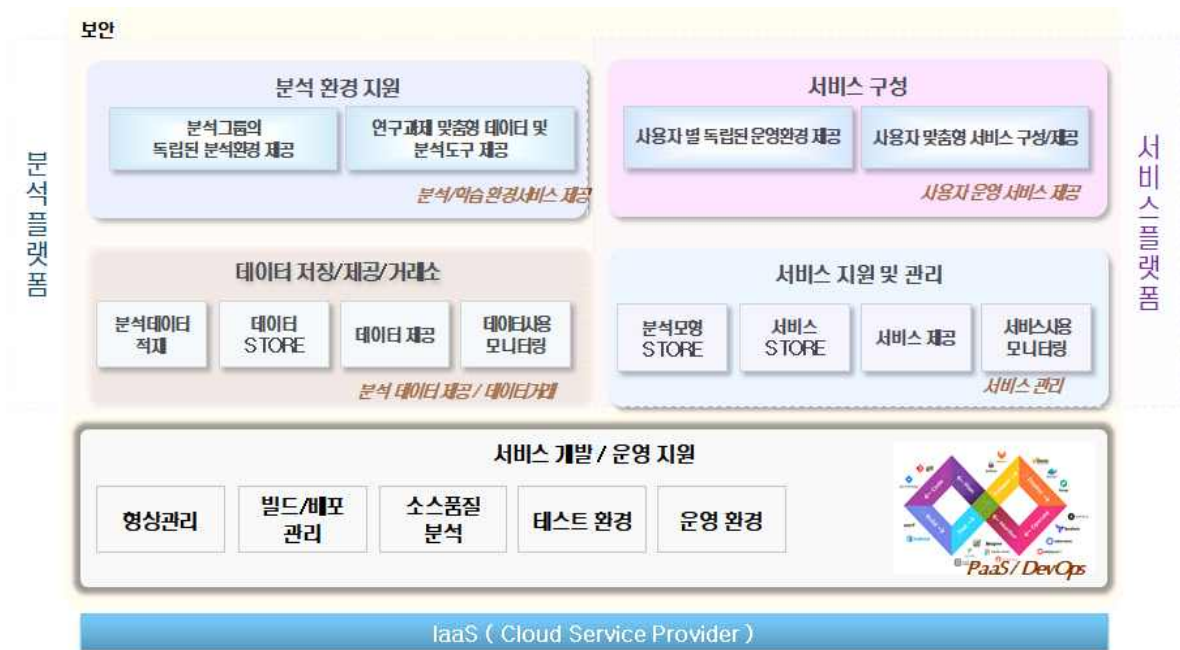 보안
분석플랫폼
분석 환경 지원
분석그룹의
독립된 분석환경 제공
연구과제 맞춤형 데이터 및
분석도구 제공
분석/학습 환경서비스 제공
서비스 구성
사용자 별 독립된 운영환경 제공
사용자 맞춤형 서비스 구성/제공
사용자 운영 서비스 제공
서비스플랫폼
데이터 저장/제공/거래소
분석데이터
적재
데이터
STORE
데이터 제공
데이터사용
모니터링
분석 데이터 제공 / 데이터거래
서비스 지원 및 관리
분석모형
STORE
서비스
STORE
서비스 제공
서비스사용
모니터링
서비스 관리
서비스 개발 / 운영 지원
형상관리
빌드/배포
관리
소스품질
분석
테스트 환경
운영 환경
PaaS / DevOps
IaaS ( Cloud Service Provider )